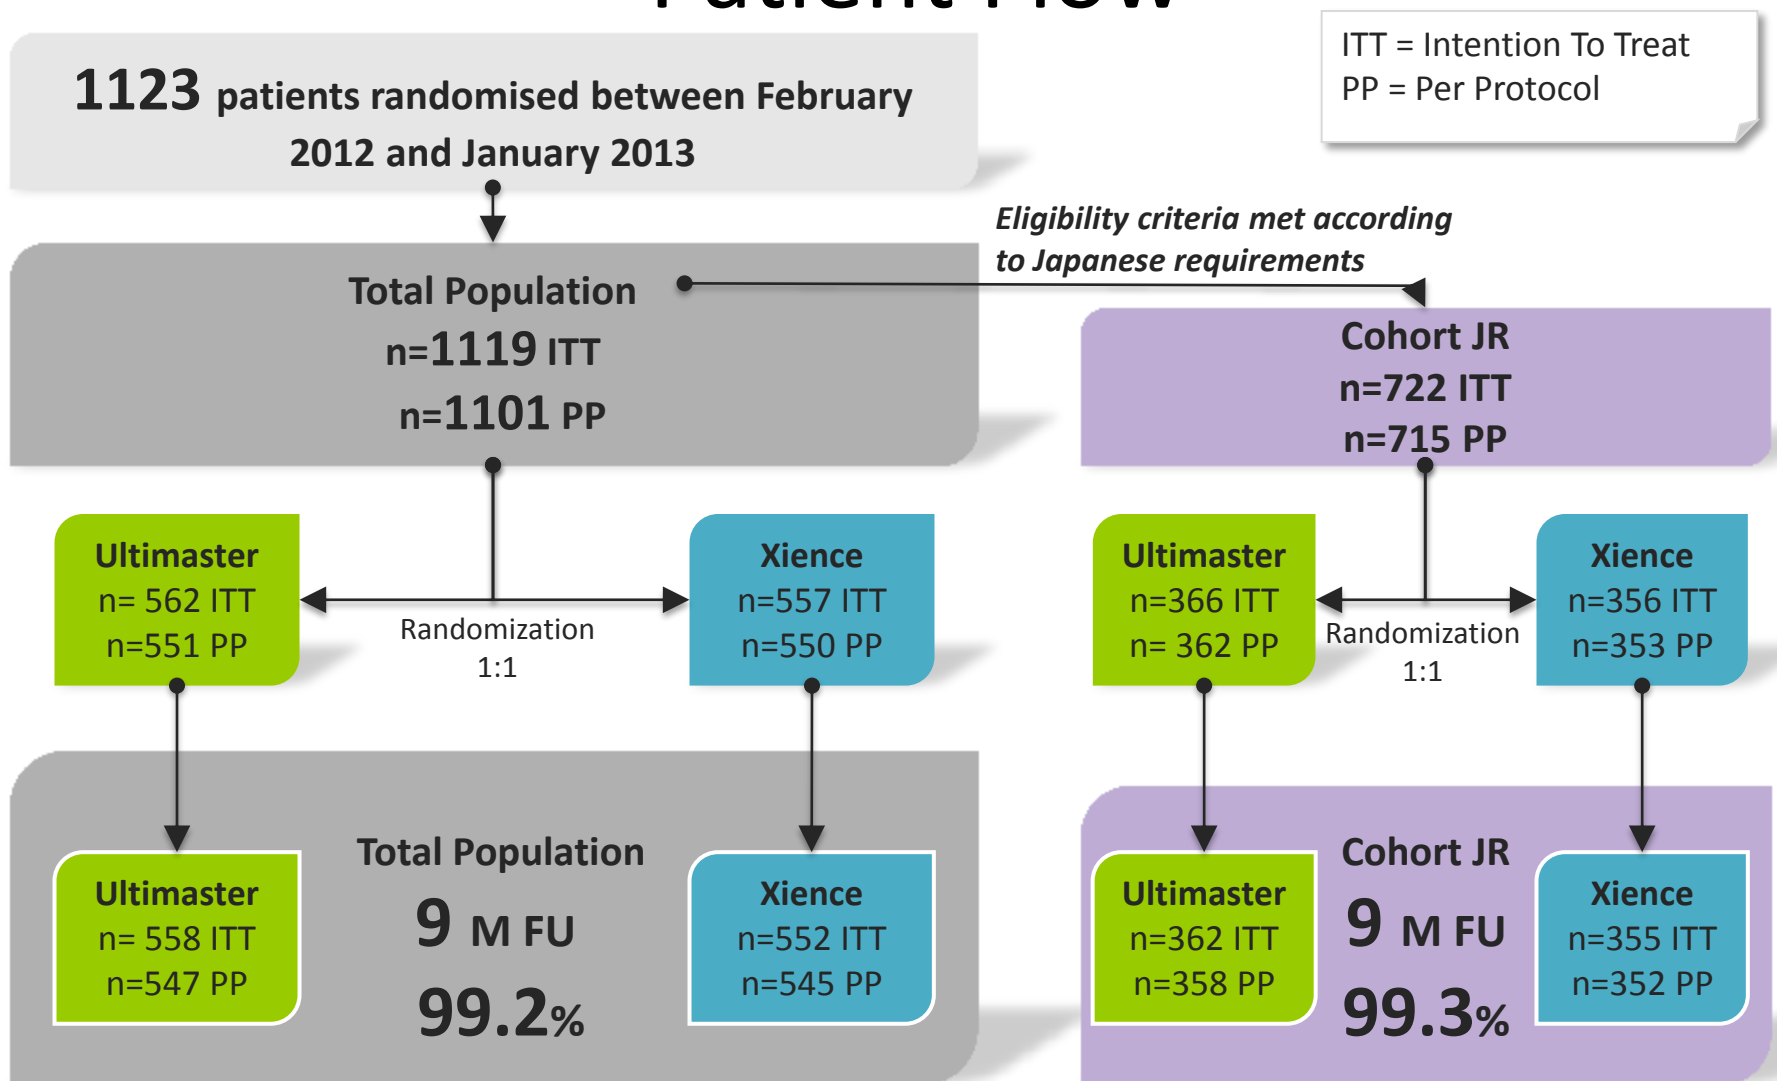 Patient Flow
ITT = Intention To Treat
PP = Per Protocol
1123 patients randomised between February
2012 and January 2013
Eligibility criteria met according
to Japanese requirements
Total Population
n=1119 ITT
n=1101 PP
Cohort JR
n=722 ITT
n=715 PP
Ultimaster
n= 562 ITT
n=551 PP
Randomization
1:1
Xience
n=557 ITT
n=550 PP
Ultimaster
n=366 ITT
n= 362 PP
Randomization
1:1
Xience
n=356 ITT
n=353 PP
Ultimaster
n= 558 ITT
n=547 PP
Total Population
9 M FU
99.2%
Xience
n=552 ITT
n=545 PP
Ultimaster
n=362 ITT
n=358 PP
Cohort JR
9 M FU
99.3%
Xience
n=355 ITT
n=352 PP